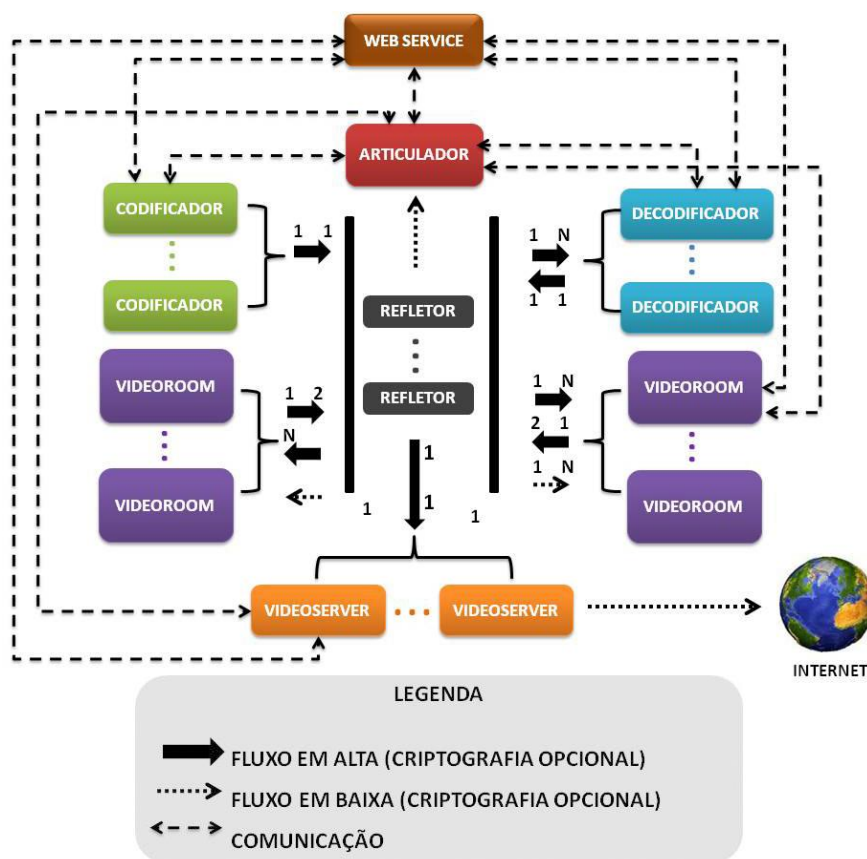 WEB SERVICE
ARTICULADOR
CODIFICADOR
CODIFICADOR
1 1
1 N
1 1
DECODIFICADOR
DECODIFICADOR
REFLETOR
REFLETOR
VIDEOROOM
VIDEOROOM
1 2
N
1 N
2 1
1 N
VIDEOROOM
VIDEOROOM
1
1
1
1
VIDEOSERVER
VIDEOSERVER
INTERNET
LEGENDA
FLUXO EM ALTA (CRIPTOGRAFIA OPCIONAL)
FLUXO EM BAIXA (CRIPTOGRAFIA OPCIONAL)
COMUNICAÇÃO